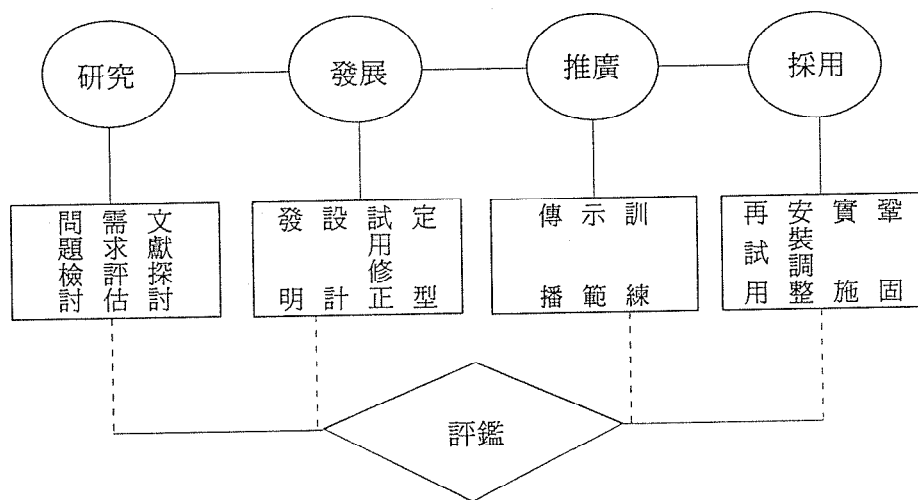 研究
發展
推廣
採用
問題檢討
需求評估
文獻探討
發明
設計
試用修正
定型
傳播
示範
訓練
再試用
安裝調整
實施
鞏固
評鑑